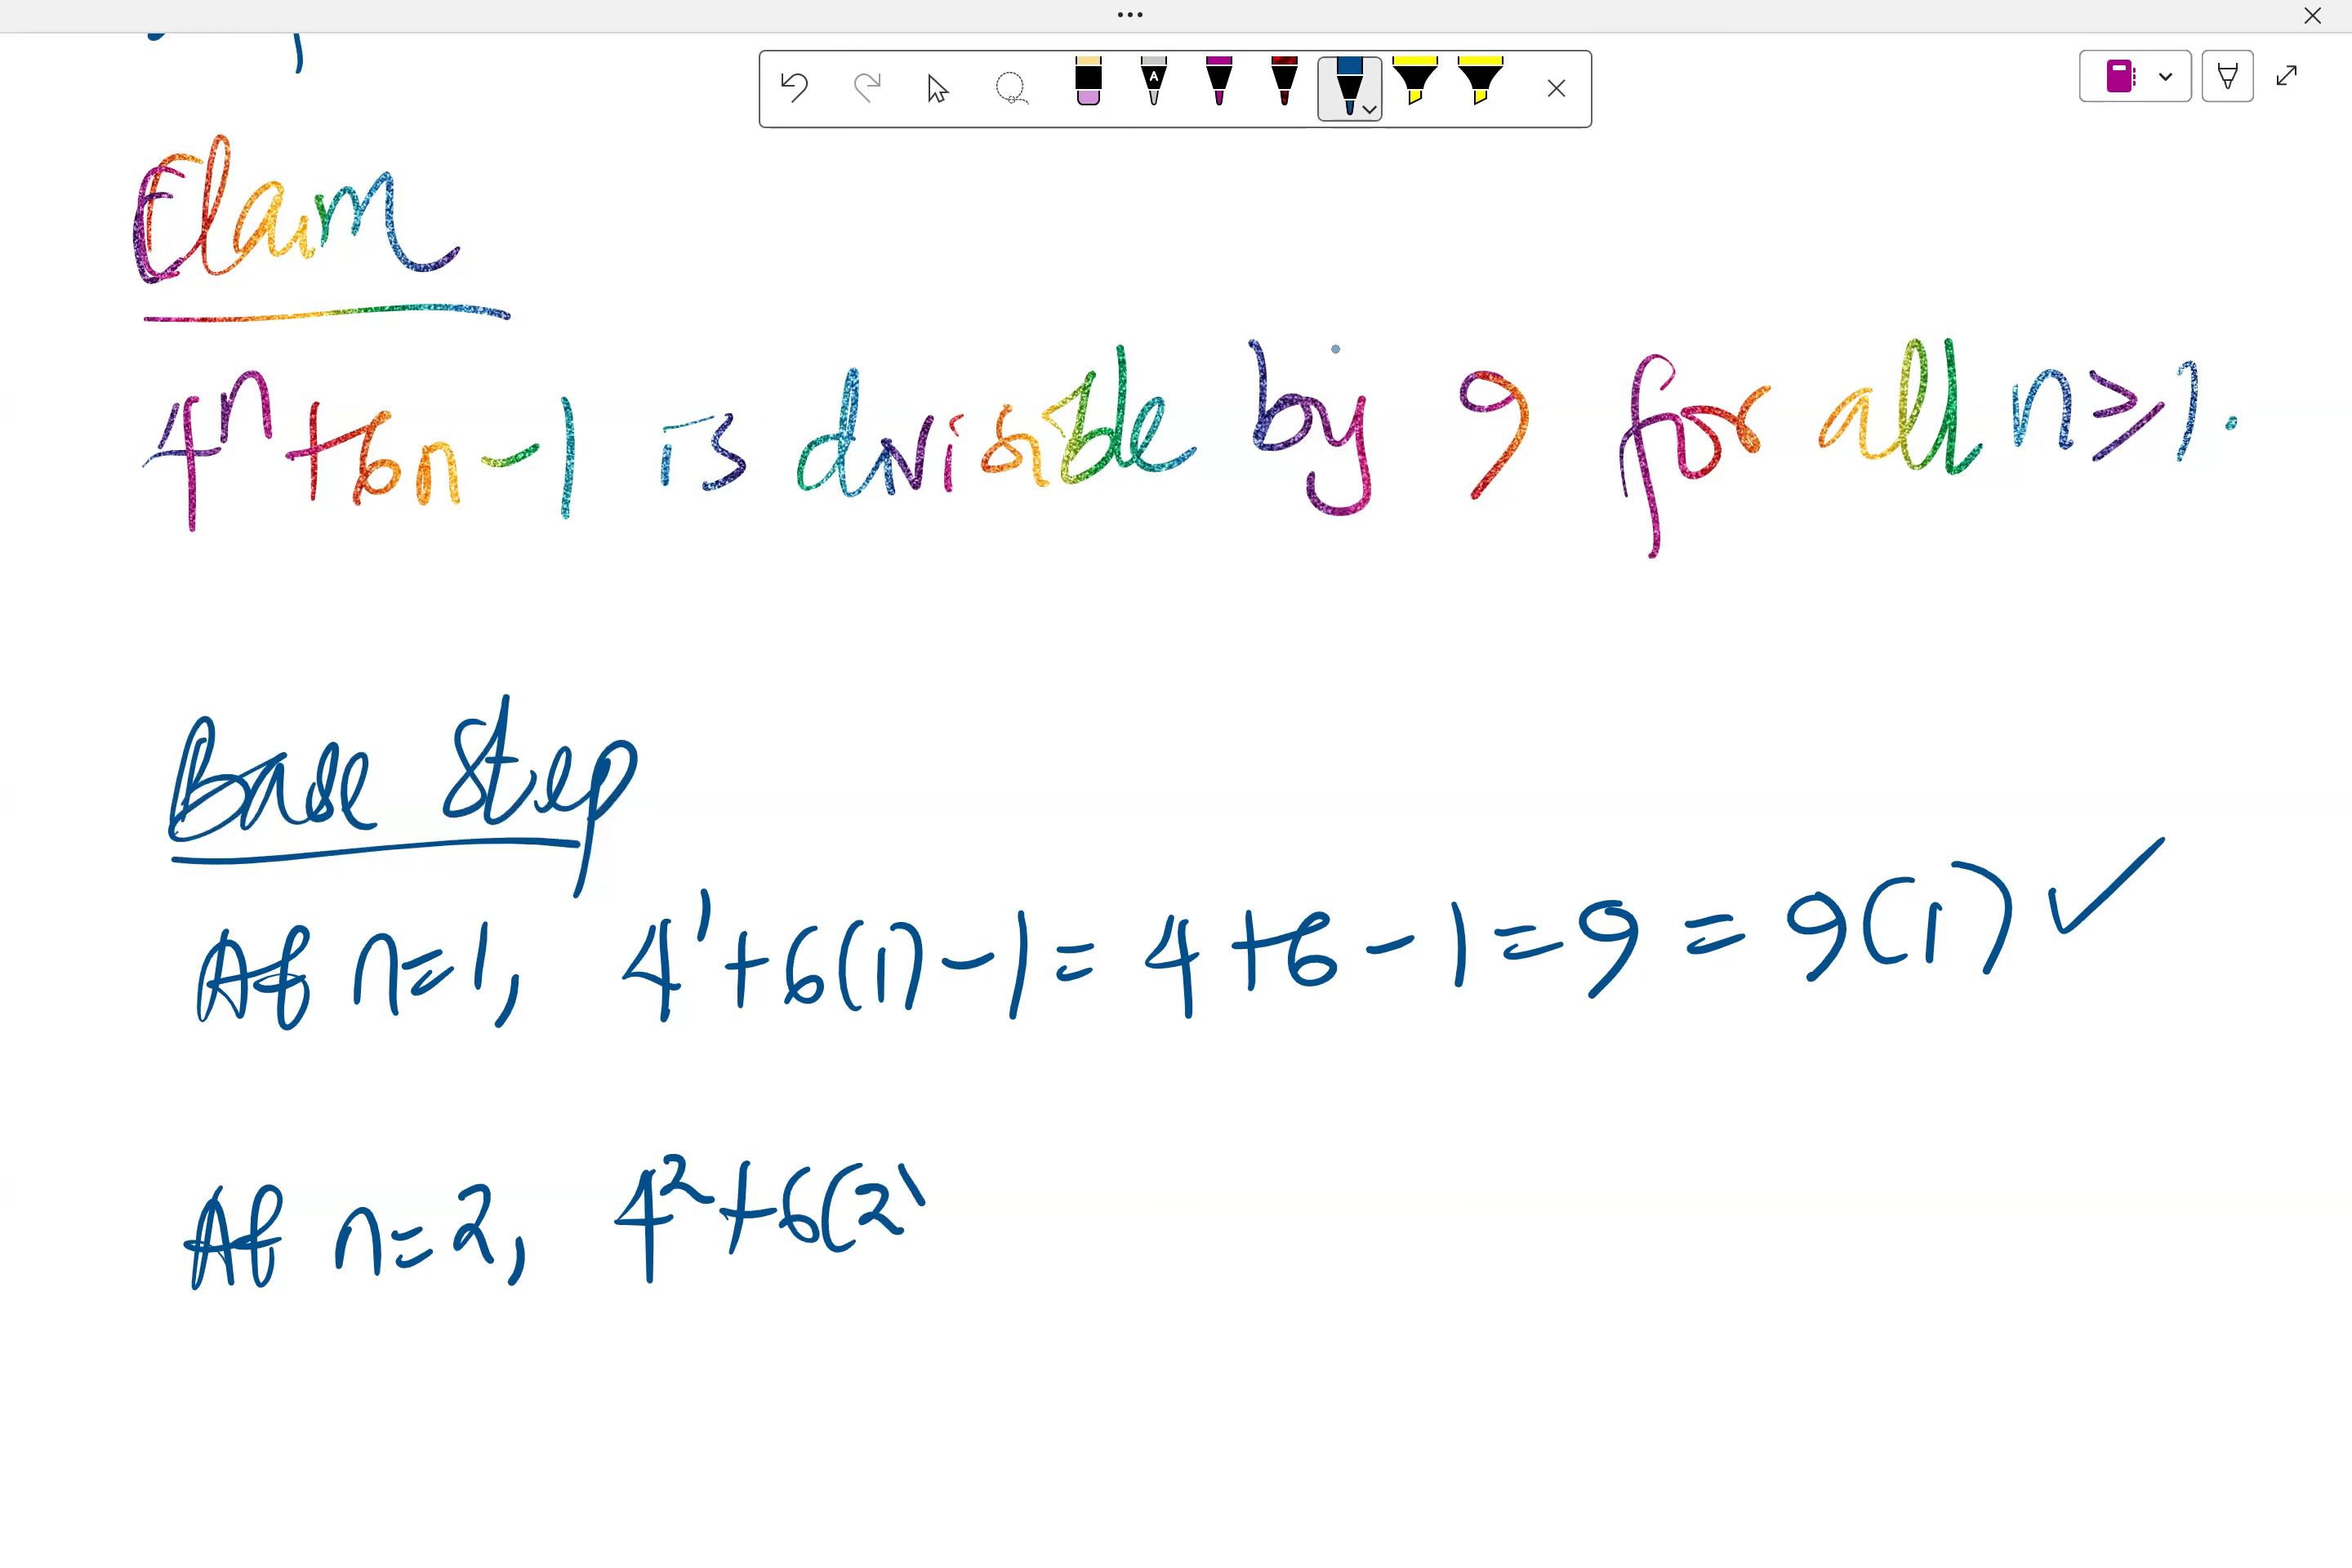 Claim
4ⁿ+6n-1 is divisible by 9 for all n≥1.
Base Step
At n=1, 4¹+6(1)-1=4+6-1=9=9(1)✓
At n=2, 4²+6(2)